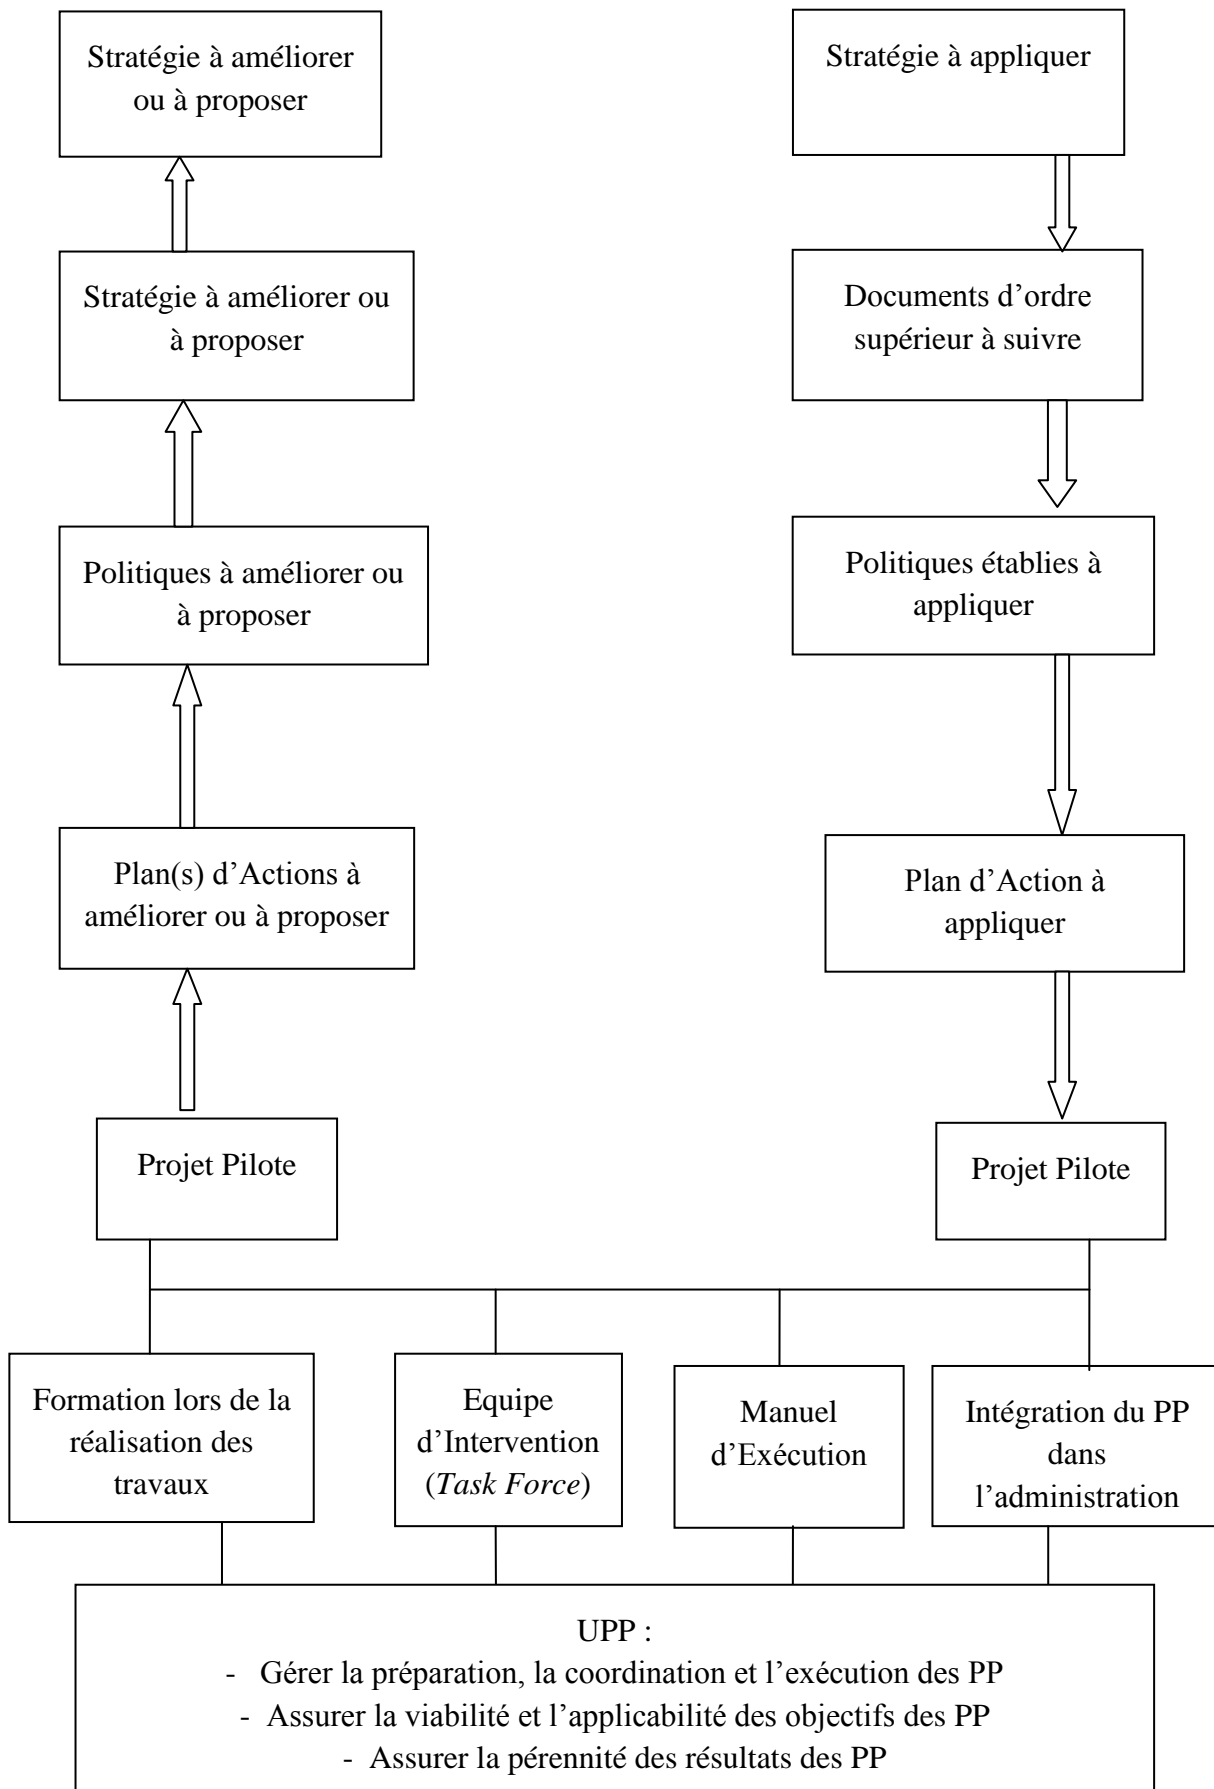 Stratégie à améliorer
ou à proposer
Stratégie à appliquer
Stratégie à améliorer ou
à proposer
Documents d’ordre
supérieur à suivre
Politiques à améliorer ou
à proposer
Politiques établies à
appliquer
Plan(s) d’Actions à
améliorer ou à proposer
Plan d’Action à
appliquer
Projet Pilote
Projet Pilote
Formation lors de la
réalisation des
travaux
Equipe
d’Intervention
(Task Force)
Manuel
d’Exécution
Intégration du PP
dans
l’administration
UPP :
- Gérer la préparation, la coordination et l’exécution des PP
- Assurer la viabilité et l’applicabilité des objectifs des PP
- Assurer la pérennité des résultats des PP